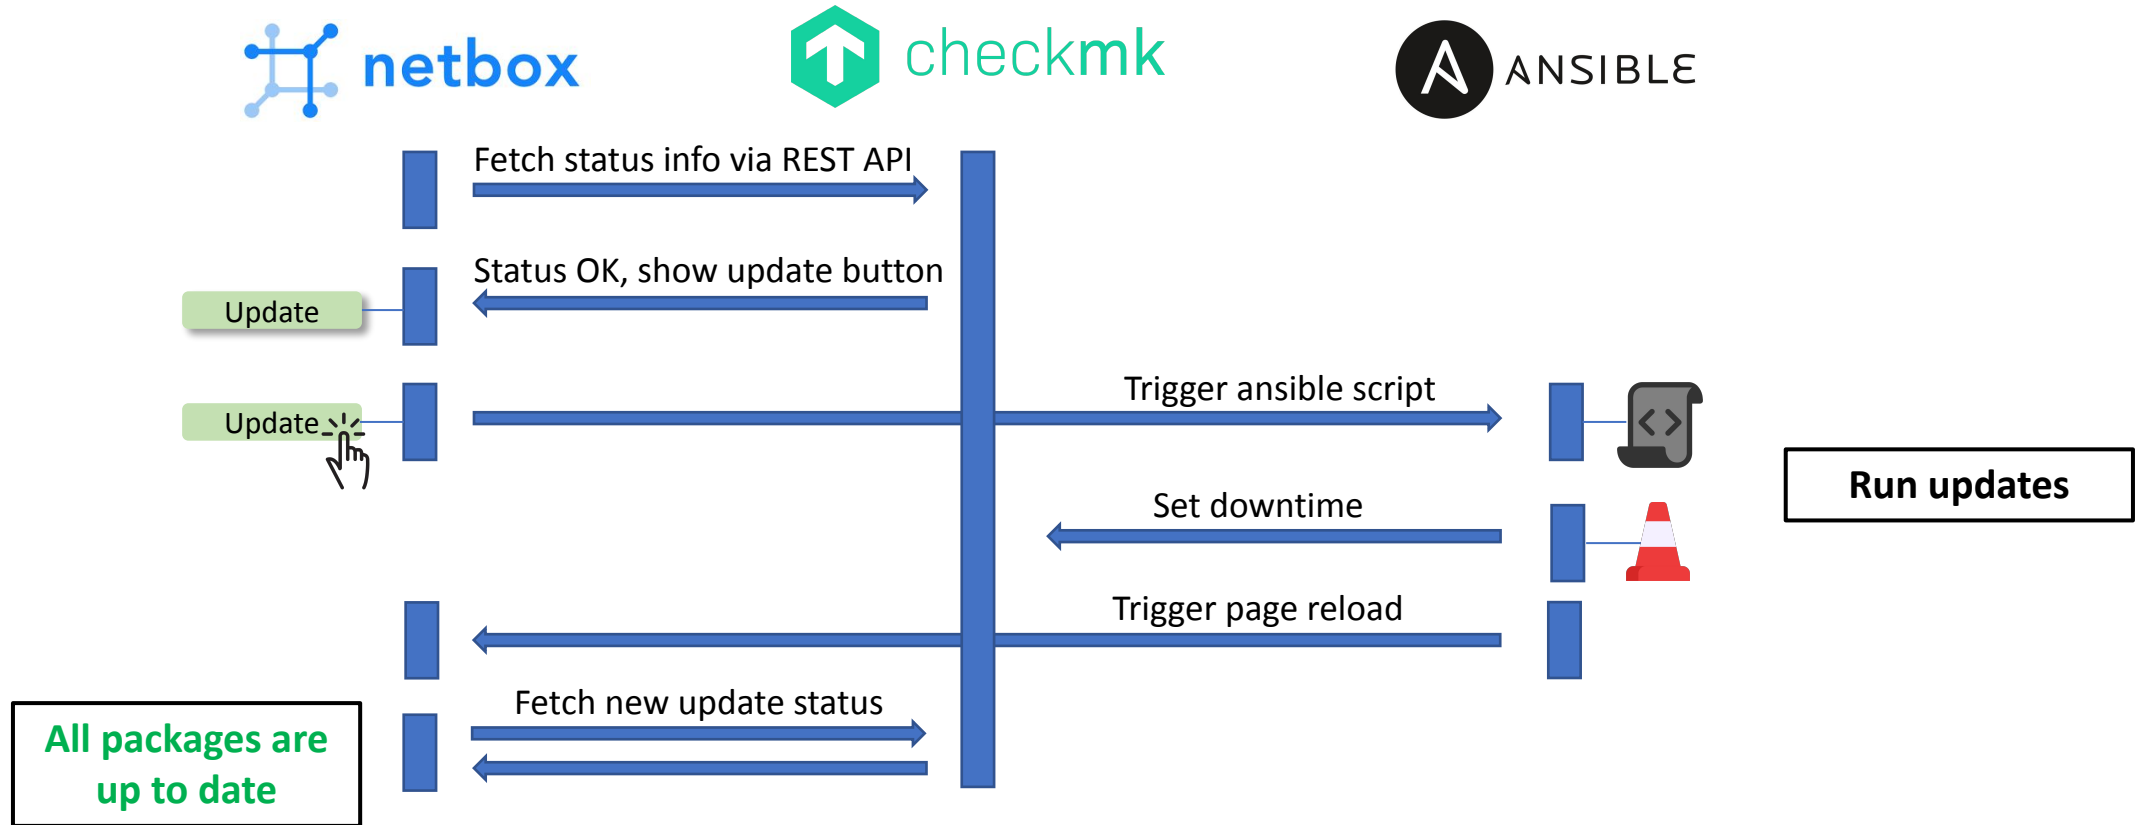 netbox
checkmk
ANSIBLE
Fetch status info via REST API
Status OK, show update button
Update
Trigger ansible script
Update
Run updates
Set downtime
Trigger page reload
Fetch new update status
All packages are
up to date